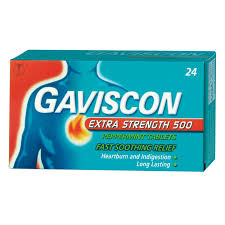 24
GAVISCON
EXTRA STRENGTH 500
PEPPERMINT TABLETS
FAST SOOTHING RELIEF
Heartburn and Indigestion
Long Lasting